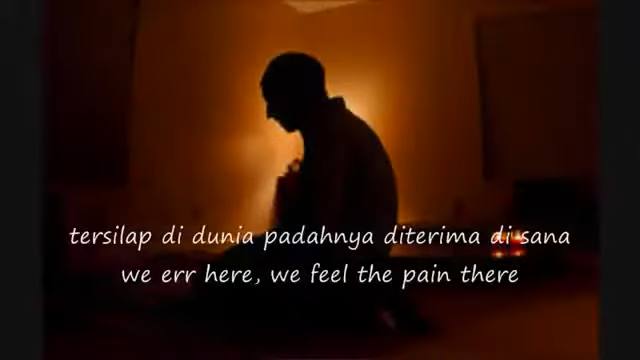 tersilap di dunia padahnya diterima di sana
we err here, we feel the pain there